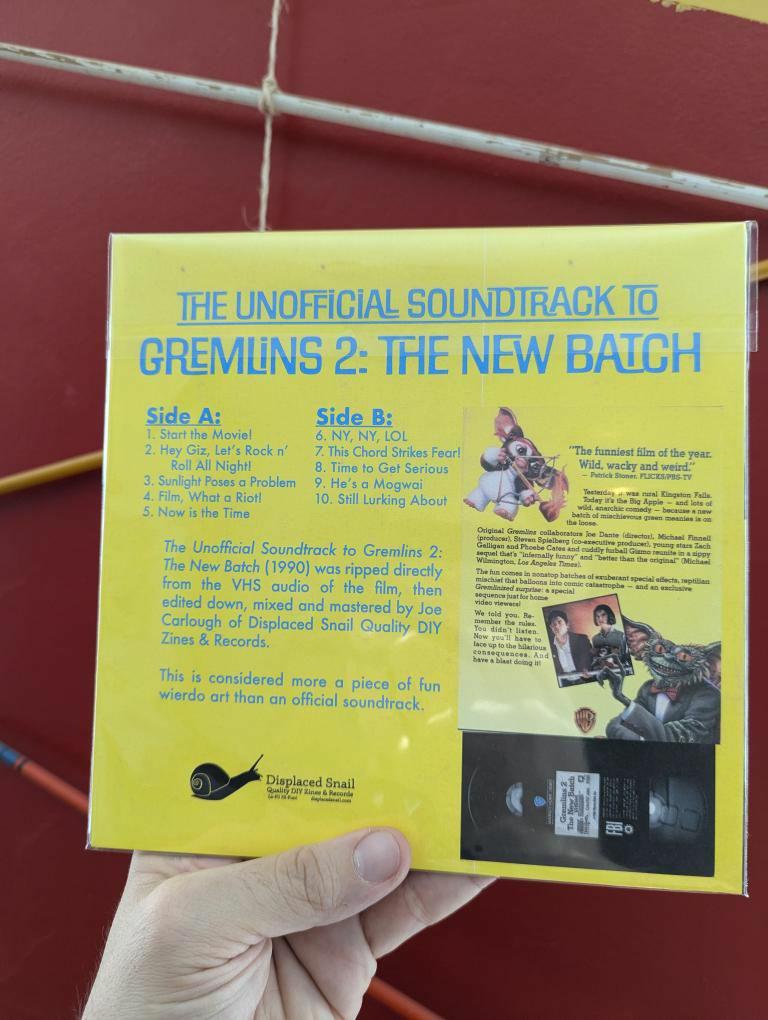 THE UNOFFICIAL SOUNDTRACK TO
GREMLINS 2: THE NEW BATCH
Side A:
1. Start the Movie!
2. Hey Giz, Let's Rock n'
Roll All Night!
3. Sunlight Poses a Problem
4. Film, What a Riot!
5. Now is the Time
Side B:
6. NY, NY, LOL
7. This Chord Strikes Fear!
8. Time to Get Serious
9. He's a Mogwai
10. Still Lurking About
The Unofficial Soundtrack to Gremlins 2:
The New Batch (1990) was ripped directly
from the VHS audio of the film, then
edited down, mixed and mastered by Joe
Carlough of Displaced Snail Quality DIY
Zines & Records.
This is considered more a piece of fun
wierdo art than an official soundtrack.
Displaced Snail
Quality DIY Zines & Records
Lo-Fi Hi-Fun!
displacedsnail.com
"The funniest film of the year.
Wild, wacky and weird."
— Patrick Stoner, FLICKS/PBS-TV
Yesterday it was rural Kingston Falls.
Today it's the Big Apple — and lots of
wild, anarchic comedy — because a new
batch of mischievous green meanies is on
the loose.
Original Gremlins collaborators Joe Dante (director), Michael Finnell
(producer), Steven Spielberg (co-executive producer), young stars Zach
Galligan and Phoebe Cates and cuddly furball Gizmo reunite in a zippy
sequel that's "infernally funny" and "better than the original" (Michael
Wilmington, Los Angeles Times).
The fun comes in nonstop batches of exuberant special effects, reptilian
mischief that balloons into comic catastrophe — and an exclusive
Gremlinized surprise: a special
sequence just for home
video viewers!
We told you. Re-
member the rules.
You didn't listen.
Now you'll have to
face up to the hilarious
consequences. And
have a blast doing it!
WB
Gremlins 2
The New Batch
FBI